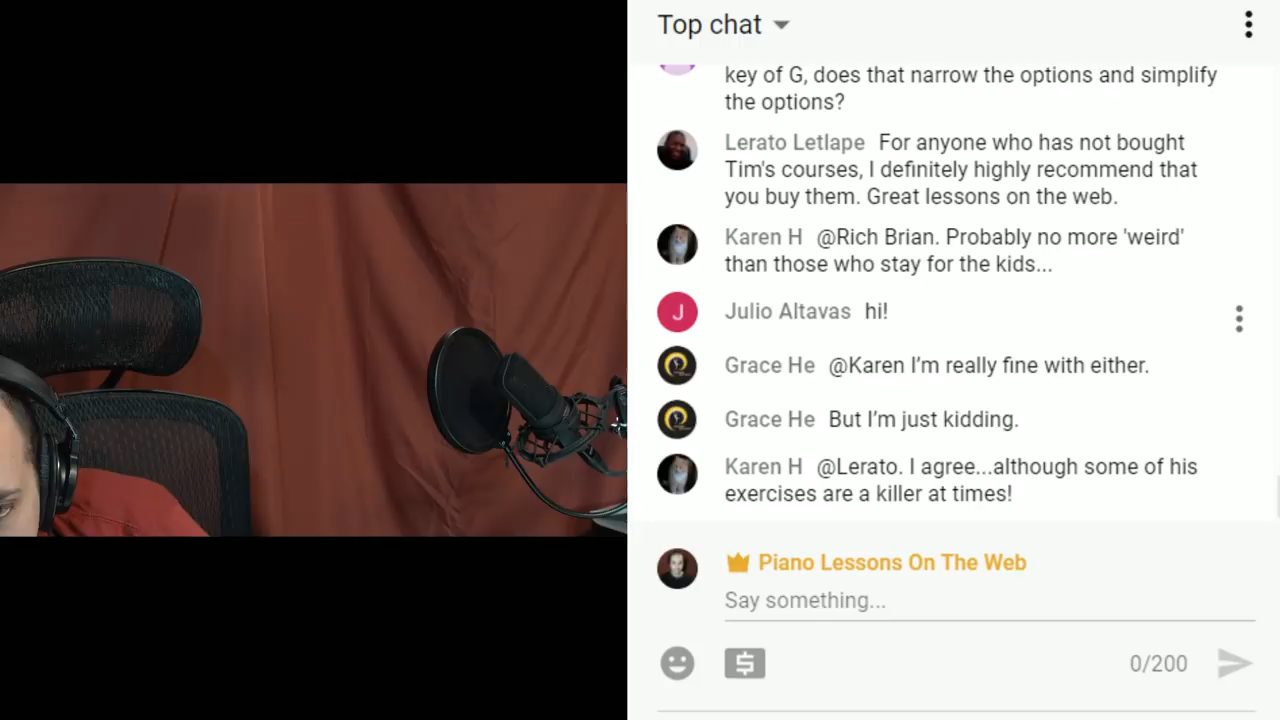 Top chat
key of G, does that narrow the options and simplify
the options?
Lerato Letlape For anyone who has not bought
Tim's courses, I definitely highly recommend that
you buy them. Great lessons on the web.
Karen H @Rich Brian. Probably no more 'weird'
than those who stay for the kids...
J Julio Altavas hi!
Grace He @Karen I’m really fine with either.
Grace He But I’m just kidding.
Karen H @Lerato. I agree...although some of his
exercises are a killer at times!
Piano Lessons On The Web
Say something...
0/200